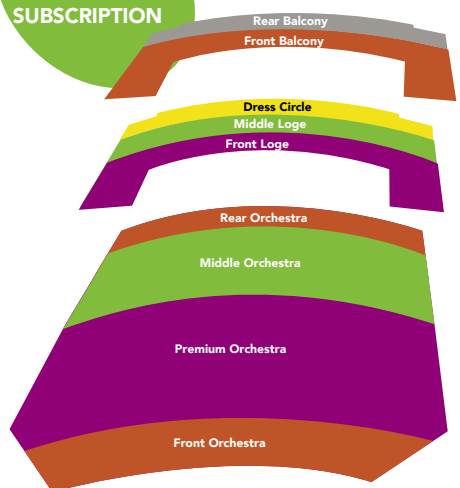 SUBSCRIPTION
Rear Balcony
Front Balcony
Dress Circle
Middle Loge
Front Loge
Rear Orchestra
Middle Orchestra
Premium Orchestra
Front Orchestra